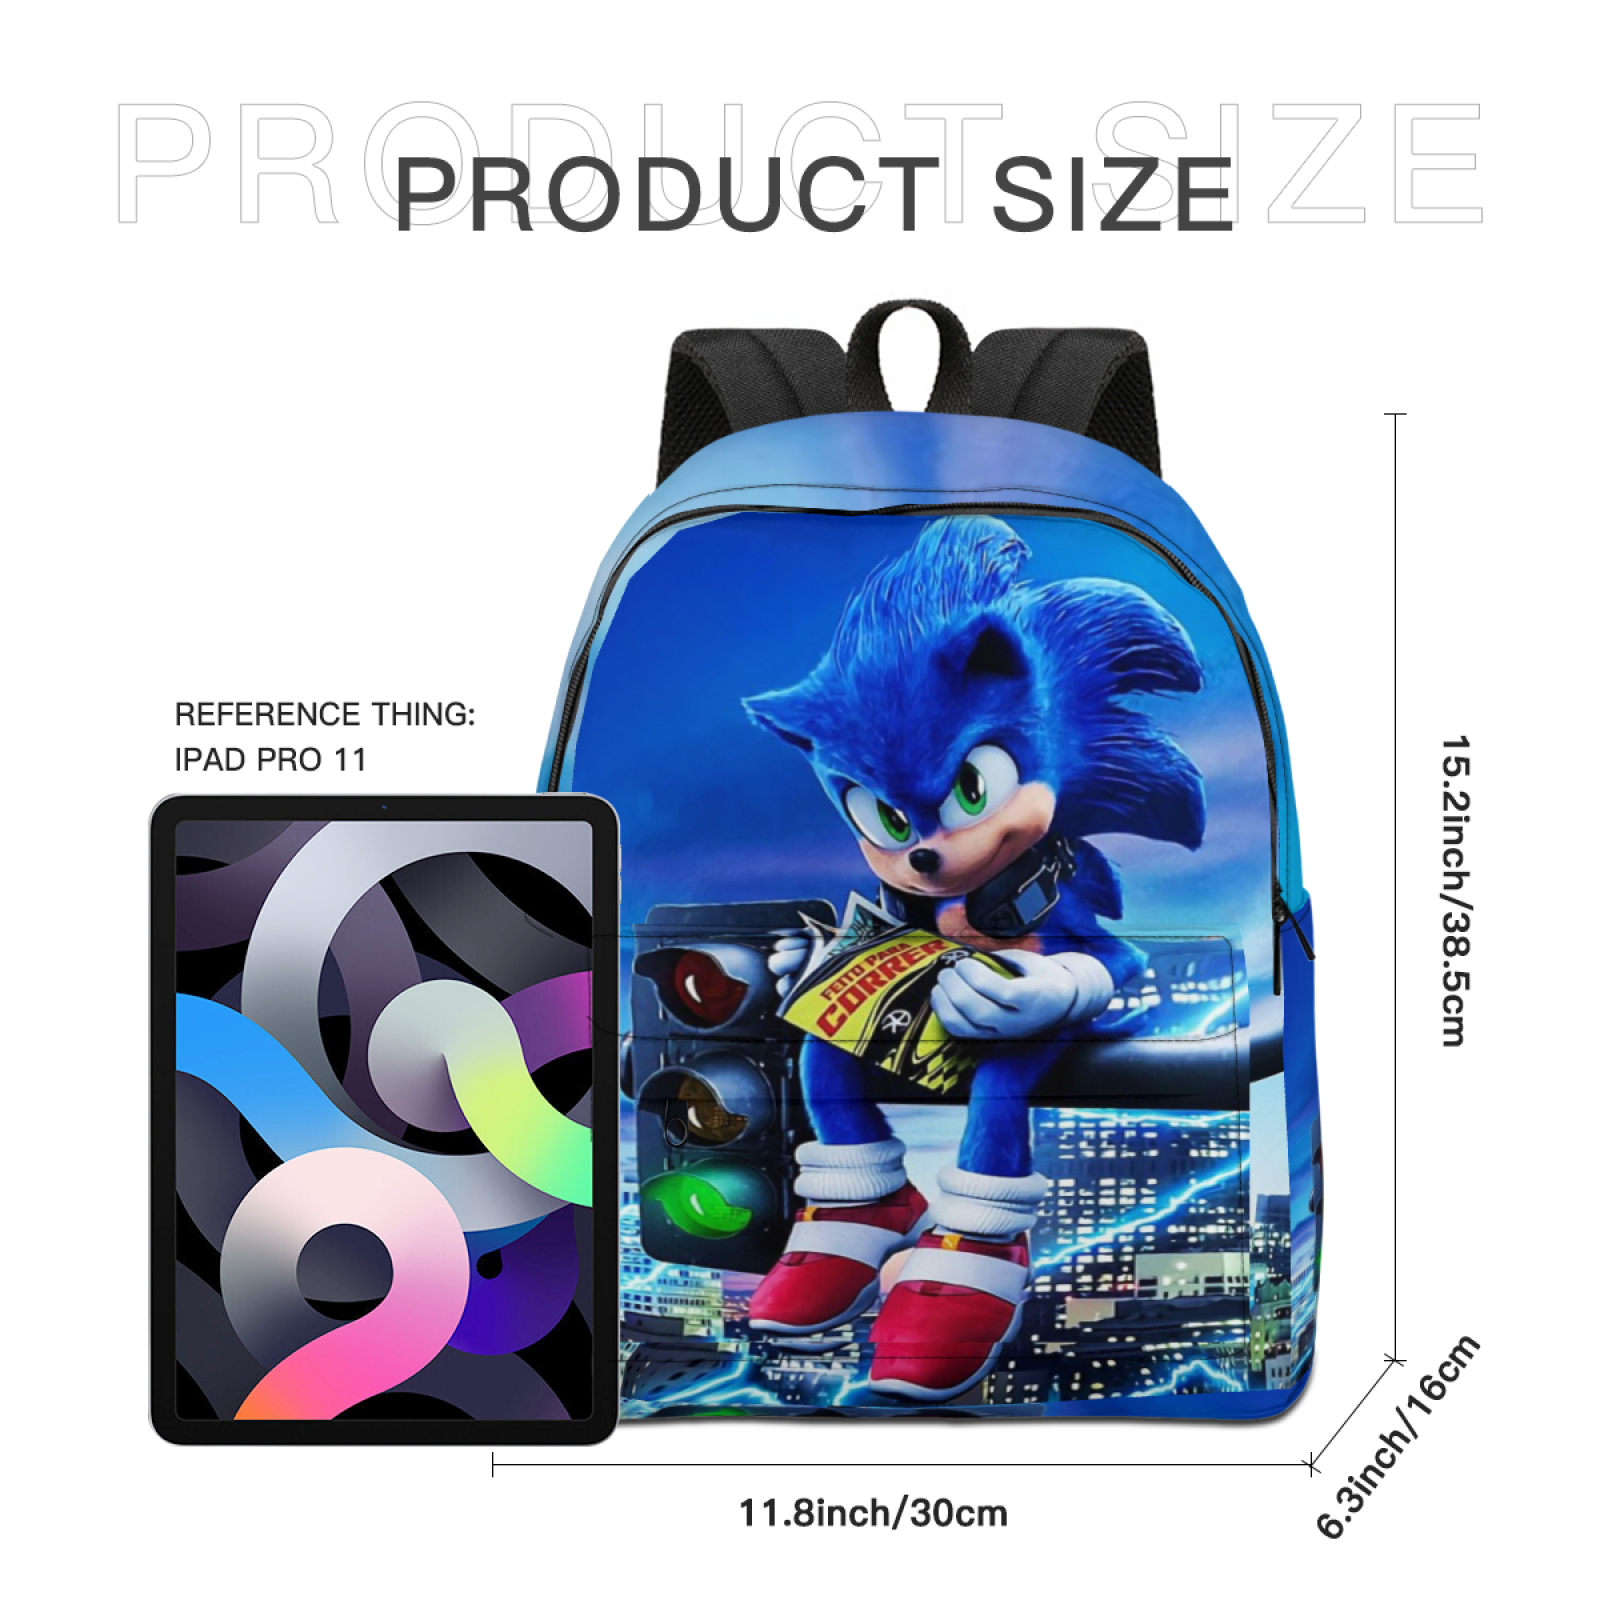 PRODUCT SIZE
PRODUCT SIZE
REFERENCE THING:
IPAD PRO 11
FEITO PARA
CORRER
15.2inch/38.5cm
6.3inch/16cm
11.8inch/30cm